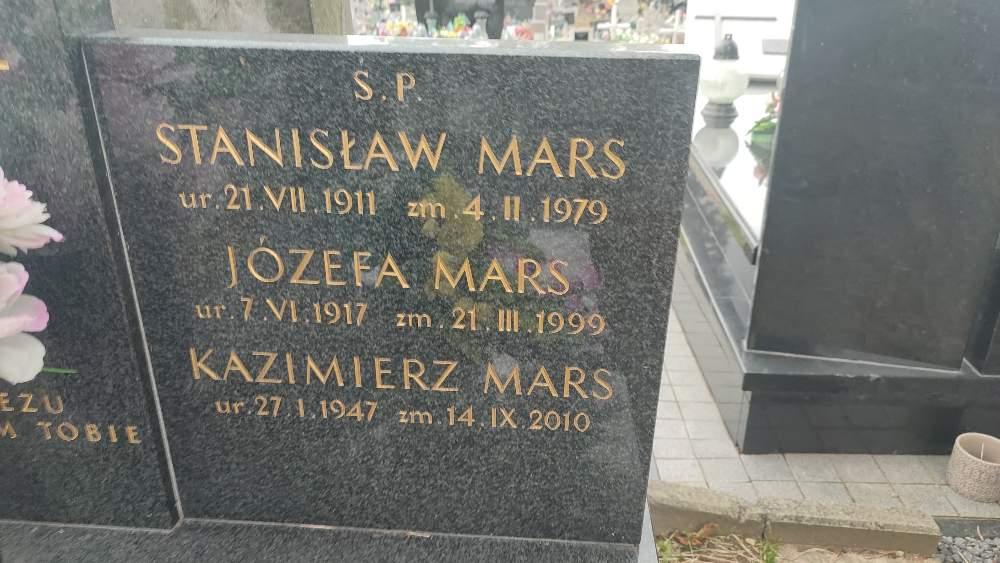 Ś.P.
STANISŁAW MARS
ur. 21.VII.1911 zm. 4.II.1979
JÓZEFA MARS
ur. 7.VI.1917 zm. 21.III.1999
KAZIMIERZ MARS
ur. 27 I.1947 zm. 14.IX.2010
TOBIE